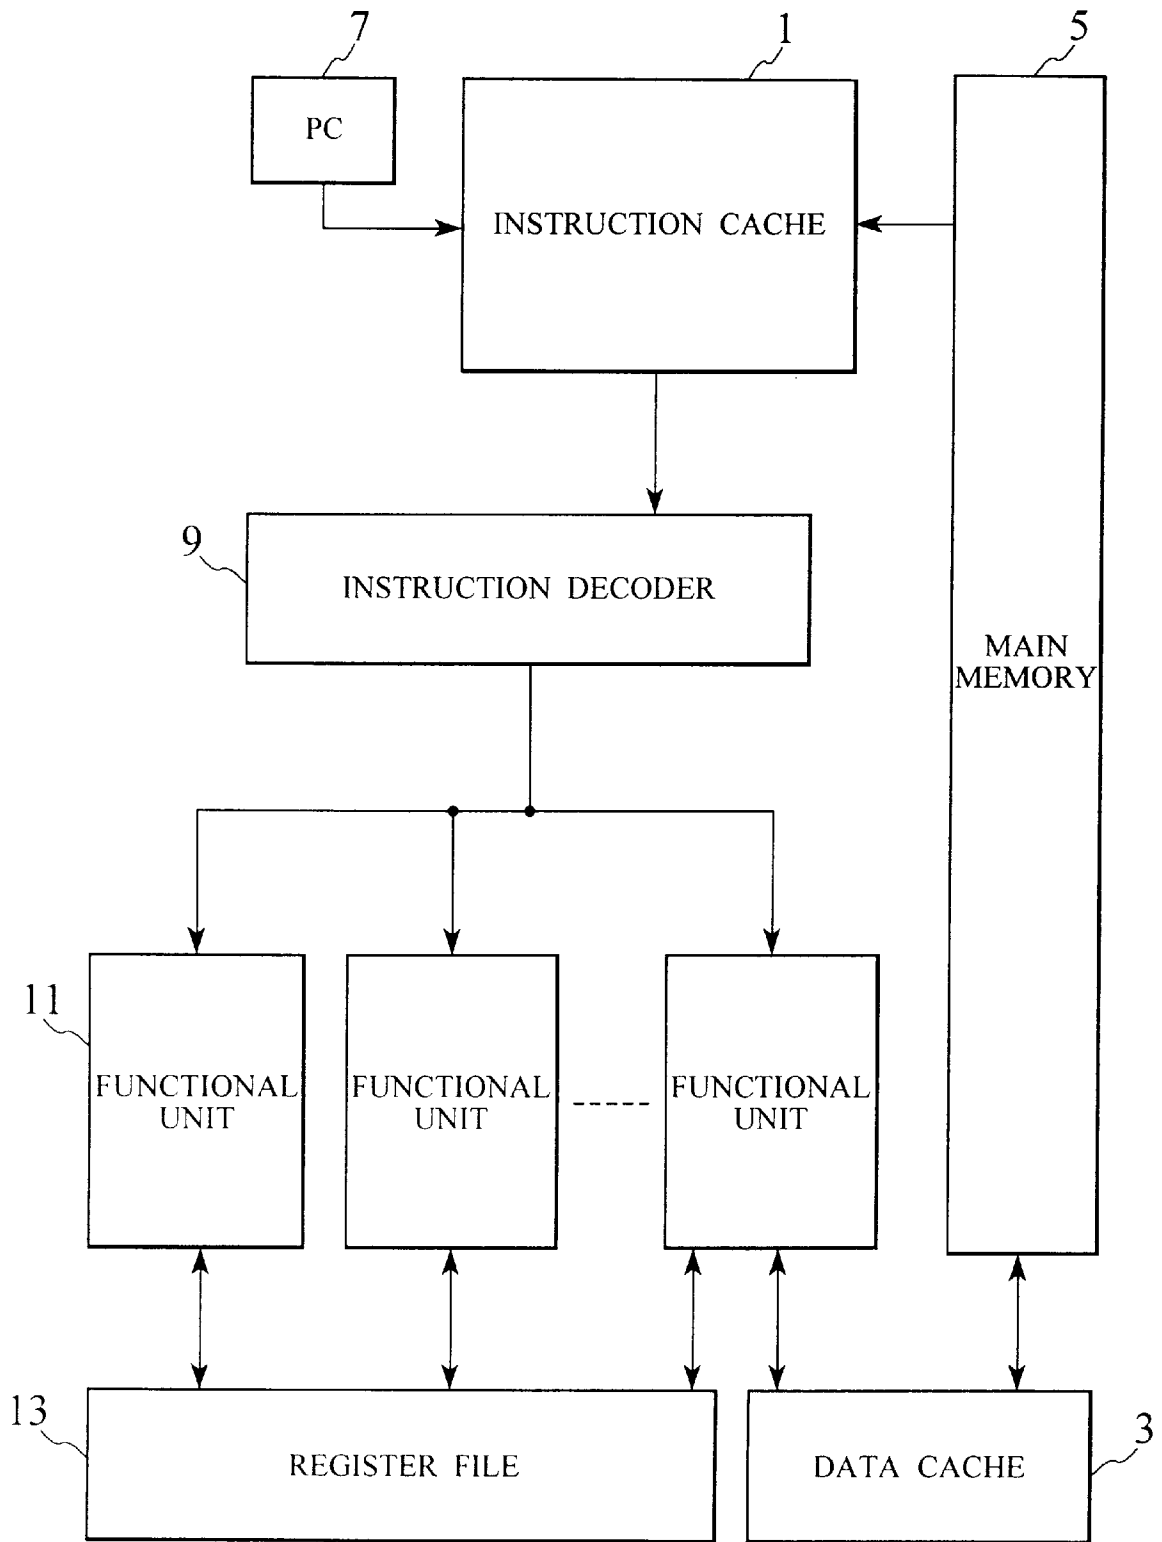 7
1
5
PC
INSTRUCTION CACHE
9
INSTRUCTION DECODER
MAIN
MEMORY
11
FUNCTIONAL
UNIT
FUNCTIONAL
UNIT
FUNCTIONAL
UNIT
13
REGISTER FILE
DATA CACHE
3